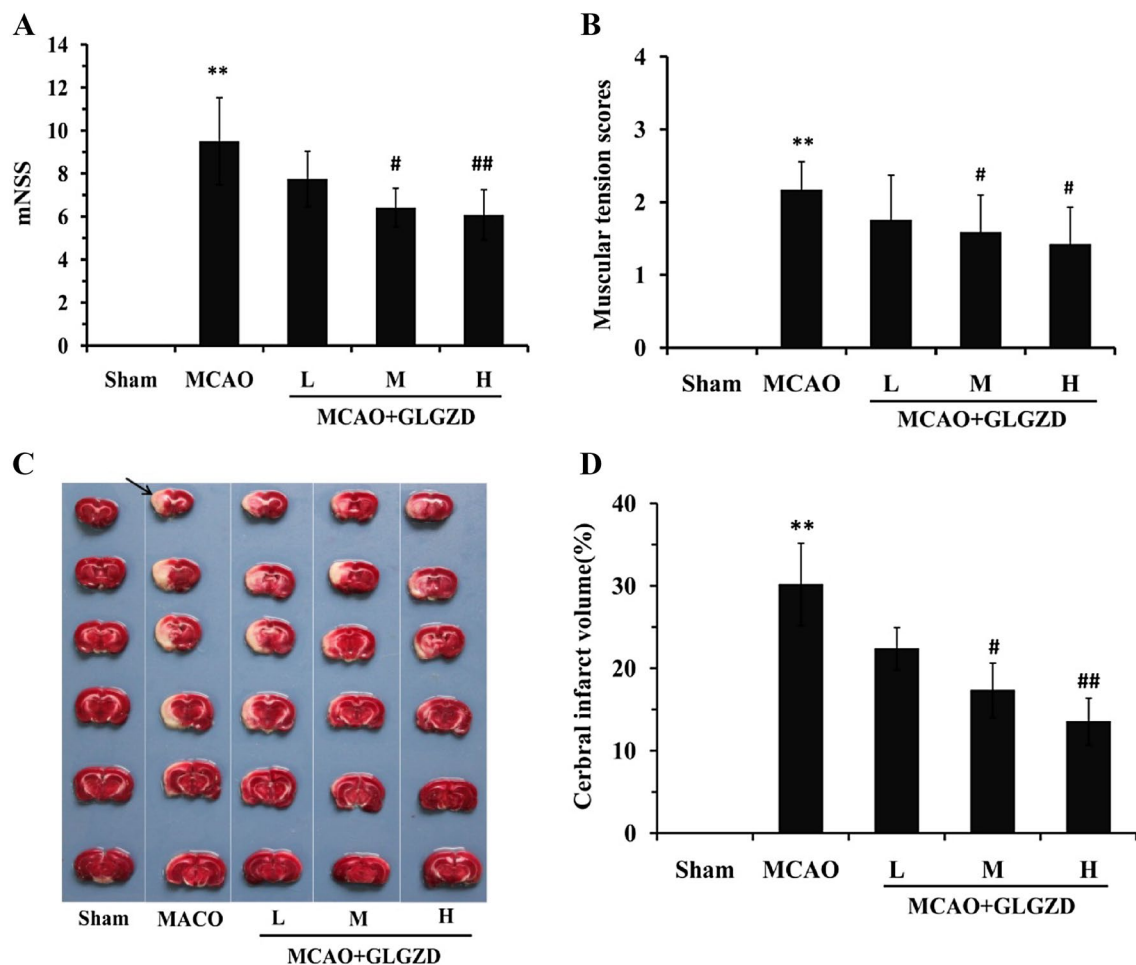 A
14
12
10
8
6
4
2
0
mNSS
**
#
##
Sham MCAO L M H
MCAO+GLGZD
B
4
3
2
1
0
Muscular tension scores
**
#
#
Sham MCAO L M H
MCAO+GLGZD
C
Sham MACO L M H
MCAO+GLGZD
D
40
30
20
10
0
Cerbral infarct volume(%)
**
#
##
Sham MCAO L M H
MCAO+GLGZD